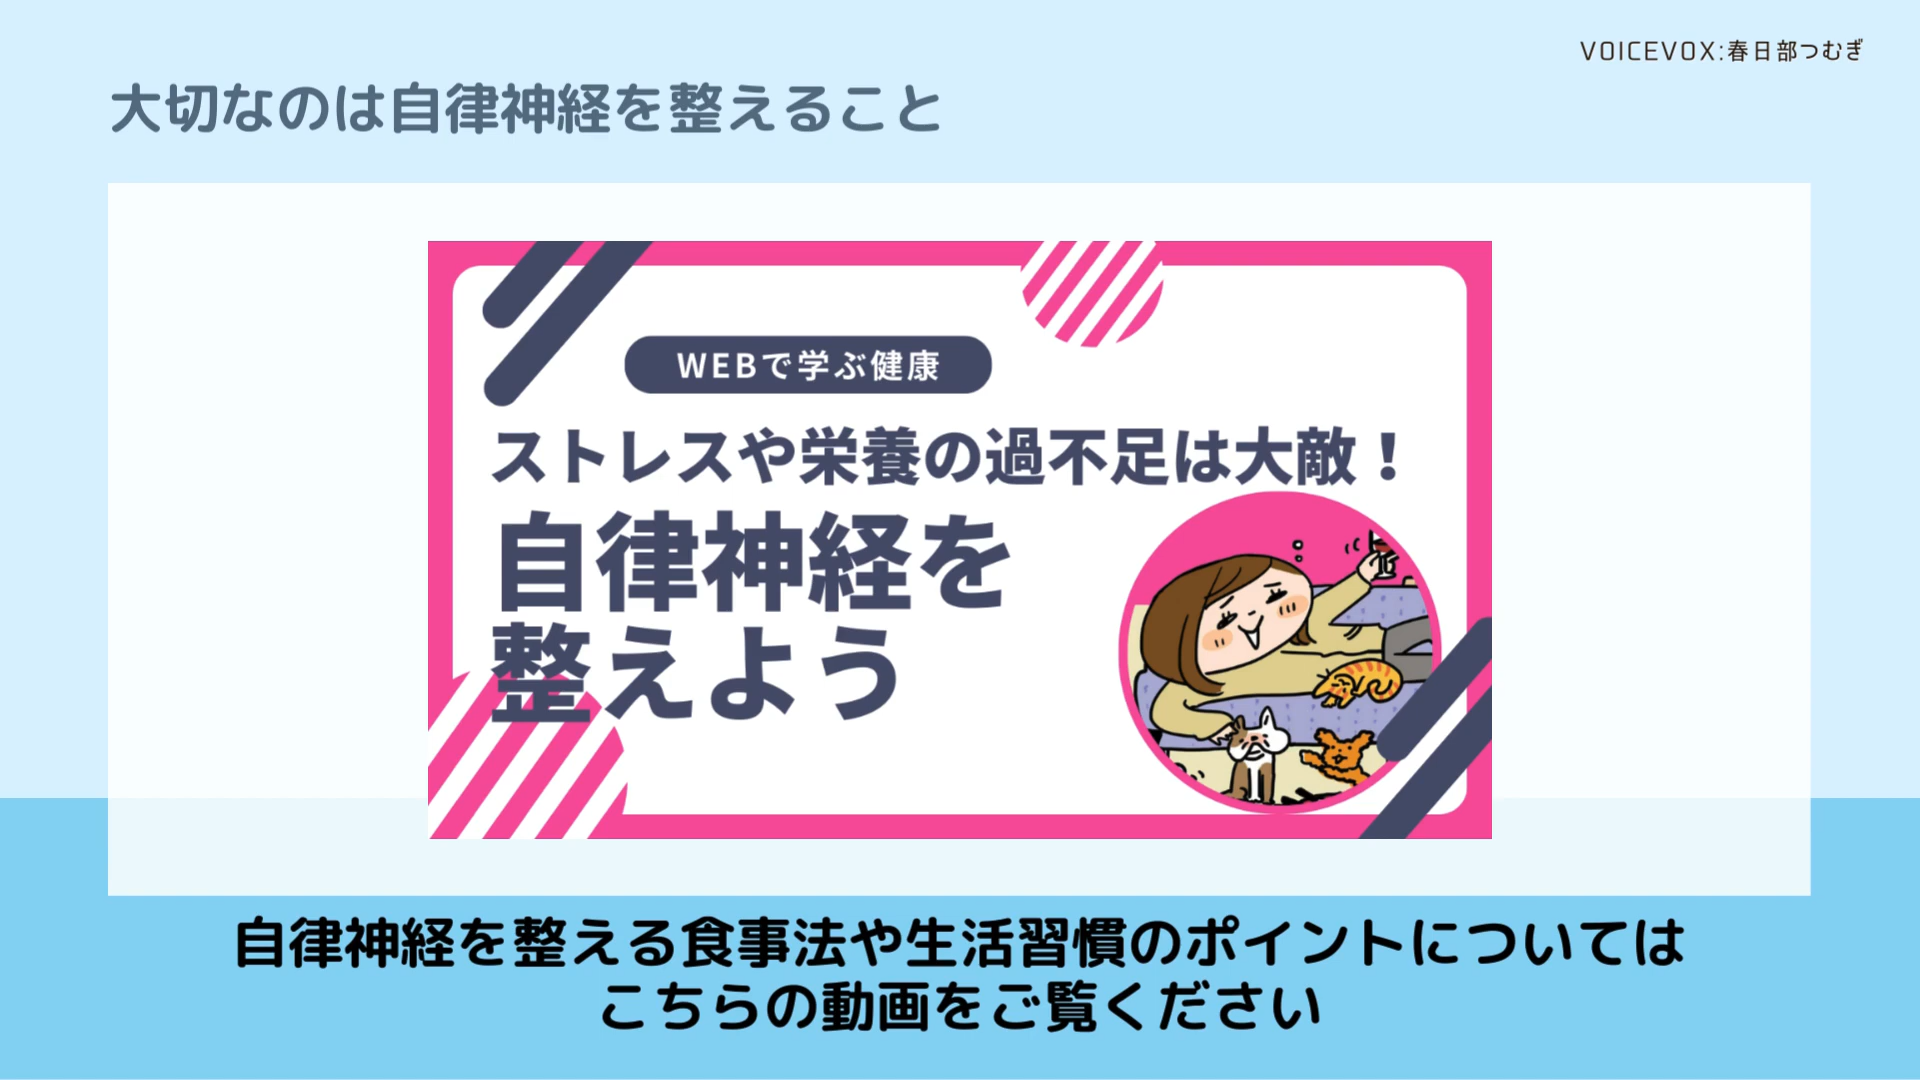 VOICEVOX:春日部つむぎ
大切なのは自律神経を整えること
WEBで学ぶ健康
ストレスや栄養の過不足は大敵！
自律神経を
整えよう
自律神経を整える食事法や生活習慣のポイントについては
こちらの動画をご覧ください